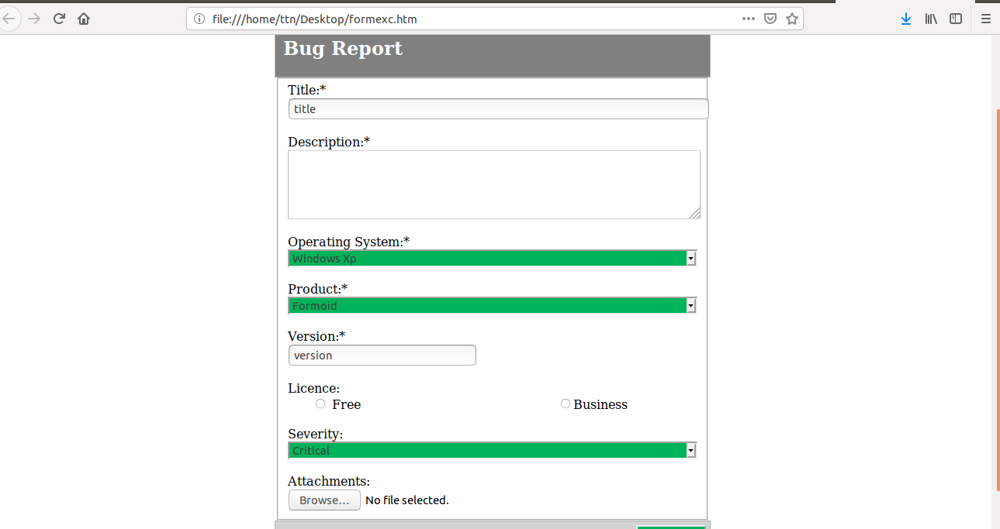 file:///home/ttn/Desktop/formexc.htm
Bug Report
Title:*
title
Description:*
Operating System:*
Windows Xp
Product:*
Formoid
Version:*
version
Licence:
Free Business
Severity:
Critical
Attachments:
Browse... No file selected.